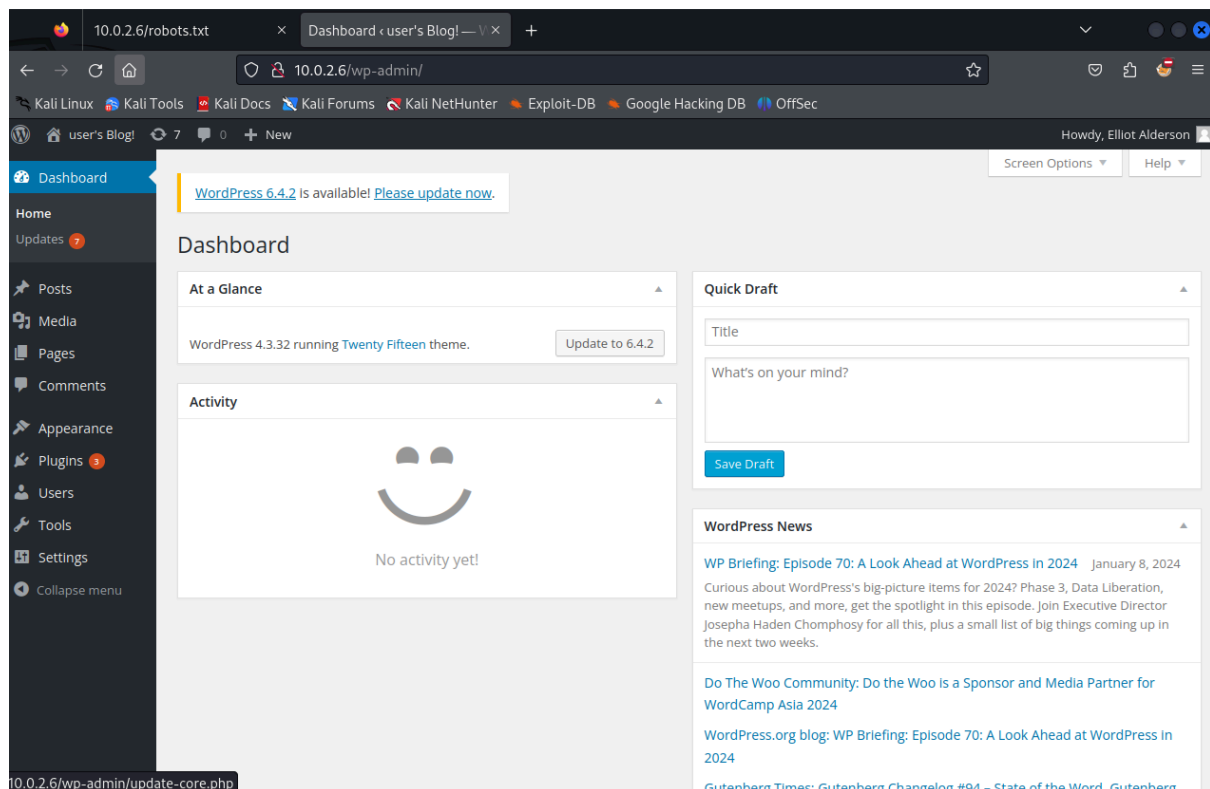 10.0.2.6/robots.txt
Dashboard ‹ user's Blog! — W
10.0.2.6/wp-admin/
Kali Linux Kali Tools Kali Docs Kali Forums Kali NetHunter Exploit-DB Google Hacking DB OffSec
user's Blog! 7 0 New Howdy, Elliot Alderson
Screen Options Help
Dashboard
Home
Updates 7
Posts
Media
Pages
Comments
Appearance
Plugins 3
Users
Tools
Settings
Collapse menu
WordPress 6.4.2 is available! Please update now.
Dashboard
At a Glance
WordPress 4.3.32 running Twenty Fifteen theme. Update to 6.4.2
Activity
No activity yet!
Quick Draft
Title
What's on your mind?
Save Draft
WordPress News
WP Briefing: Episode 70: A Look Ahead at WordPress in 2024 January 8, 2024
Curious about WordPress's big-picture items for 2024? Phase 3, Data Liberation,
new meetups, and more, get the spotlight in this episode. Join Executive Director
Josepha Haden Chomphosy for all this, plus a small list of big things coming up in
the next two weeks.
Do The Woo Community: Do the Woo is a Sponsor and Media Partner for
WordCamp Asia 2024
WordPress.org blog: WP Briefing: Episode 70: A Look Ahead at WordPress in
2024
Gutenberg Times: Gutenberg Changelog #94 – State of the Word, Gutenberg
10.0.2.6/wp-admin/update-core.php